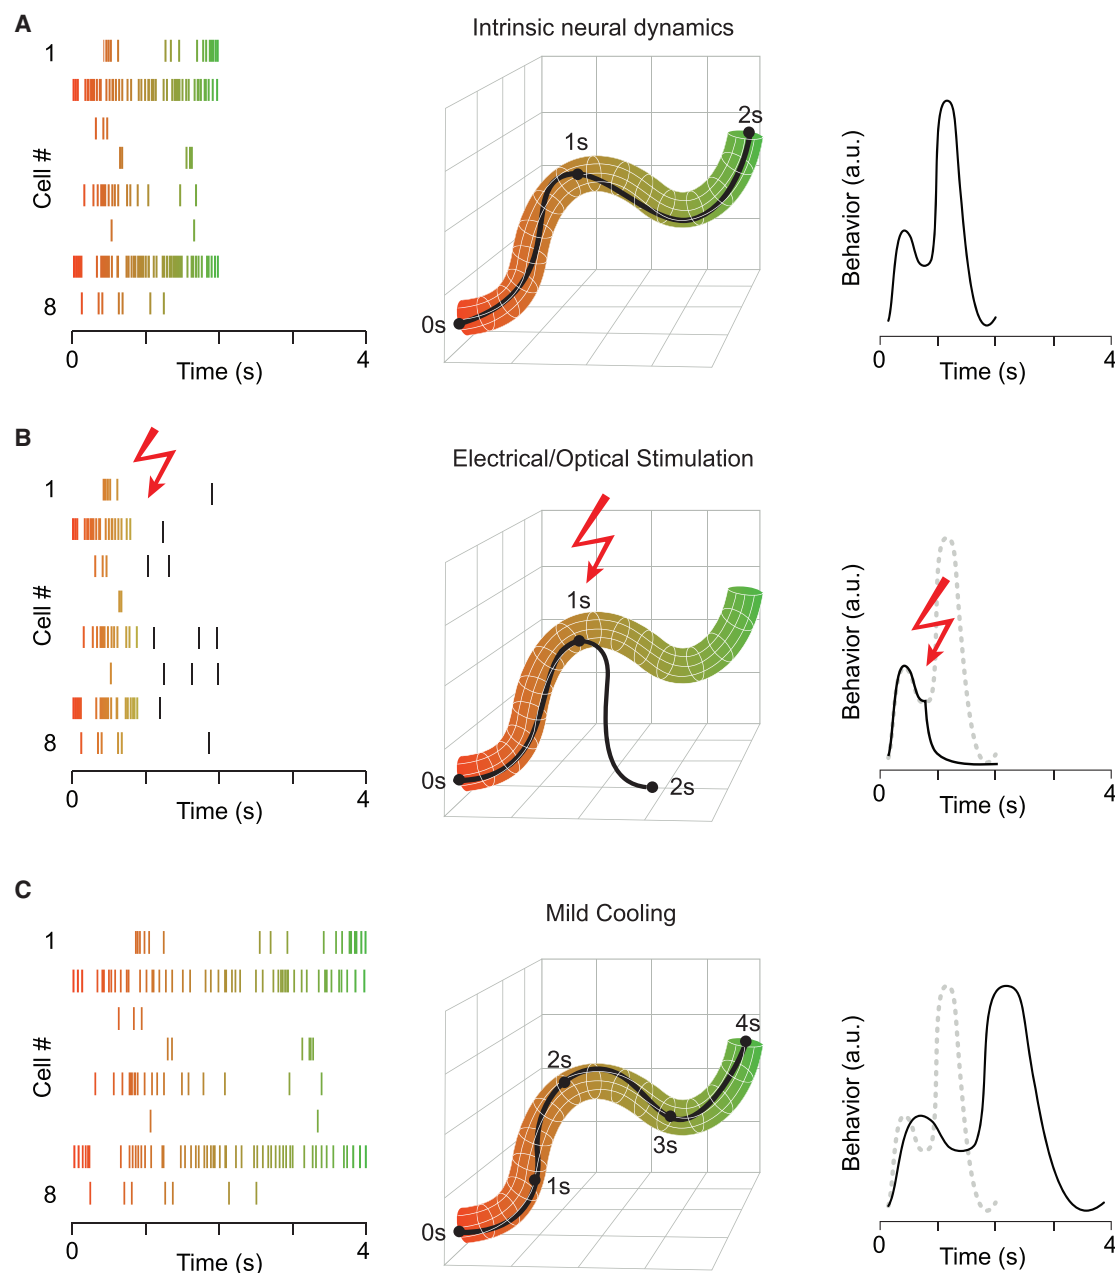 A
Intrinsic neural dynamics
1
Cell #
8
0
4
Time (s)
0s
1s
2s
Behavior (a.u.)
0
4
Time (s)
B
Electrical/Optical Stimulation
1
Cell #
8
0
4
Time (s)
0s
1s
2s
Behavior (a.u.)
0
4
Time (s)
C
Mild Cooling
1
Cell #
8
0
4
Time (s)
0s
1s
2s
3s
4s
Behavior (a.u.)
0
4
Time (s)